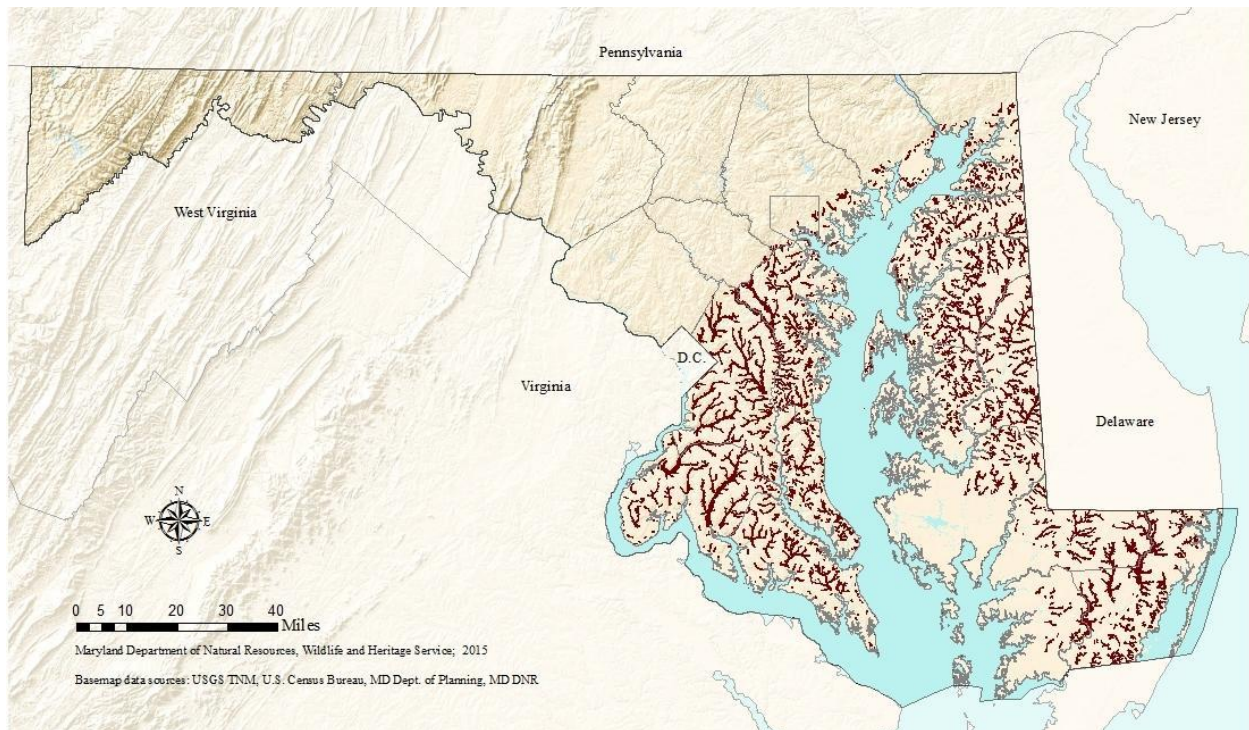 Pennsylvania
New Jersey
West Virginia
D.C.
Virginia
Delaware
N
W E
S
0 5 10 20 30 40
Miles
Maryland Department of Natural Resources, Wildlife and Heritage Service; 2015
Basemap data sources: USGS TNM, U.S. Census Bureau, MD Dept. of Planning, MD DNR